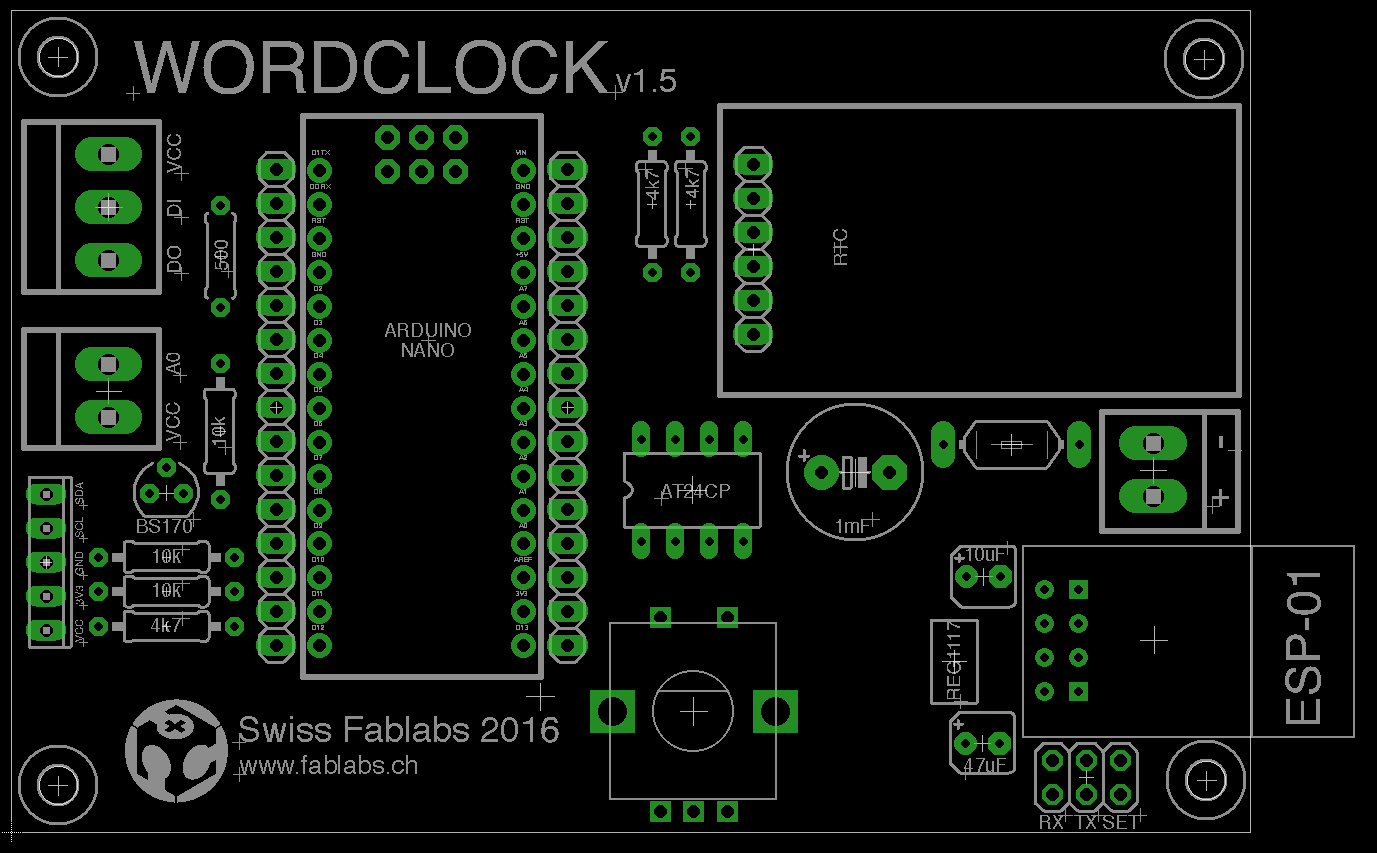 WORDCLOCK v1.5
VCC
DI
DO
500
A0
VCC
10k
BS170
SDA
SCL
GND
3V3
VCC
10k
10k
4k7
D1TX
D0RX
RST
GND
D2
D3
D4
D5
D6
D7
D8
D9
D10
D11
D12
ARDUINO
NANO
VIN
GND
RST
+5V
A7
A6
A5
A4
A3
A2
A1
A0
AREF
3V3
D13
4k7
4k7
RTC
AT24CP
+
1mF
-
+
+
10uF
REG1117
+
47uF
ESP-01
RX TX SET
Swiss Fablabs 2016
www.fablabs.ch